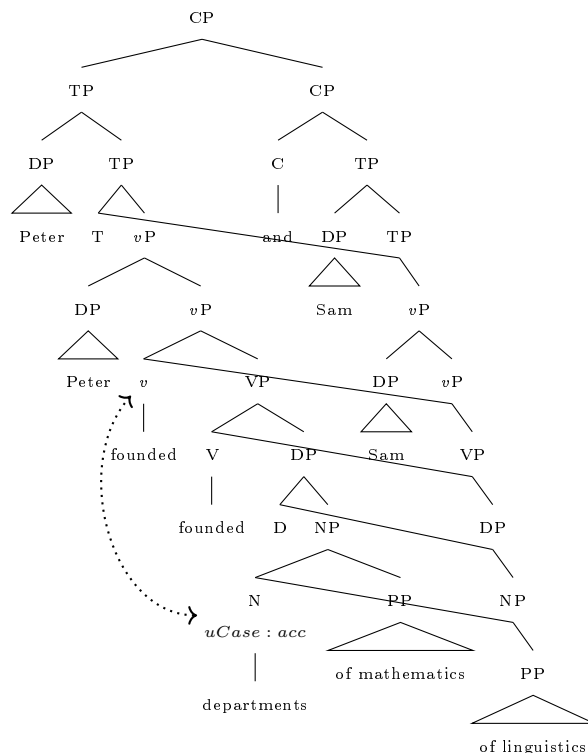 CP
TP CP
DP TP C TP
Peter T vP and DP TP
DP vP Sam vP
Peter v VP DP vP
founded V DP Sam VP
founded D NP DP
N PP NP
uCase : acc
of mathematics PP
departments
of linguistics